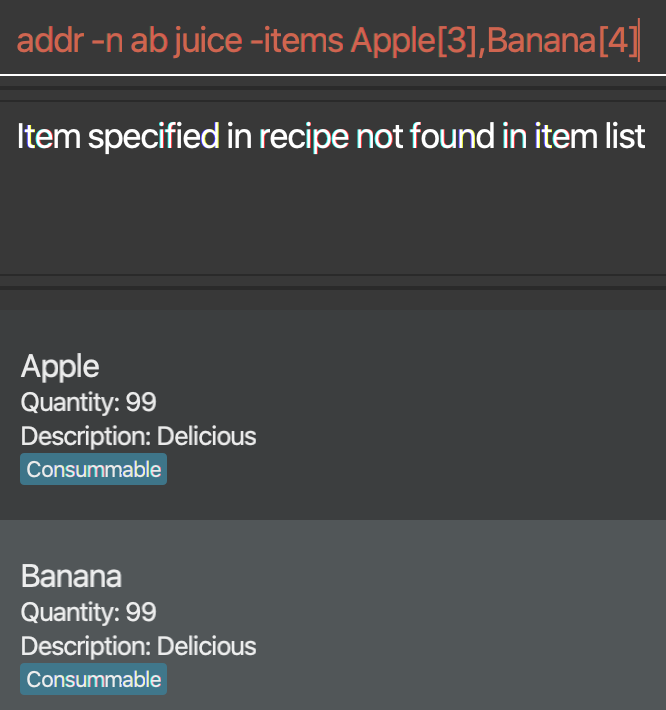 addr -n ab juice -items Apple[3],Banana[4]
Item specified in recipe not found in item list
Apple
Quantity: 99
Description: Delicious
Consummable
Banana
Quantity: 99
Description: Delicious
Consummable